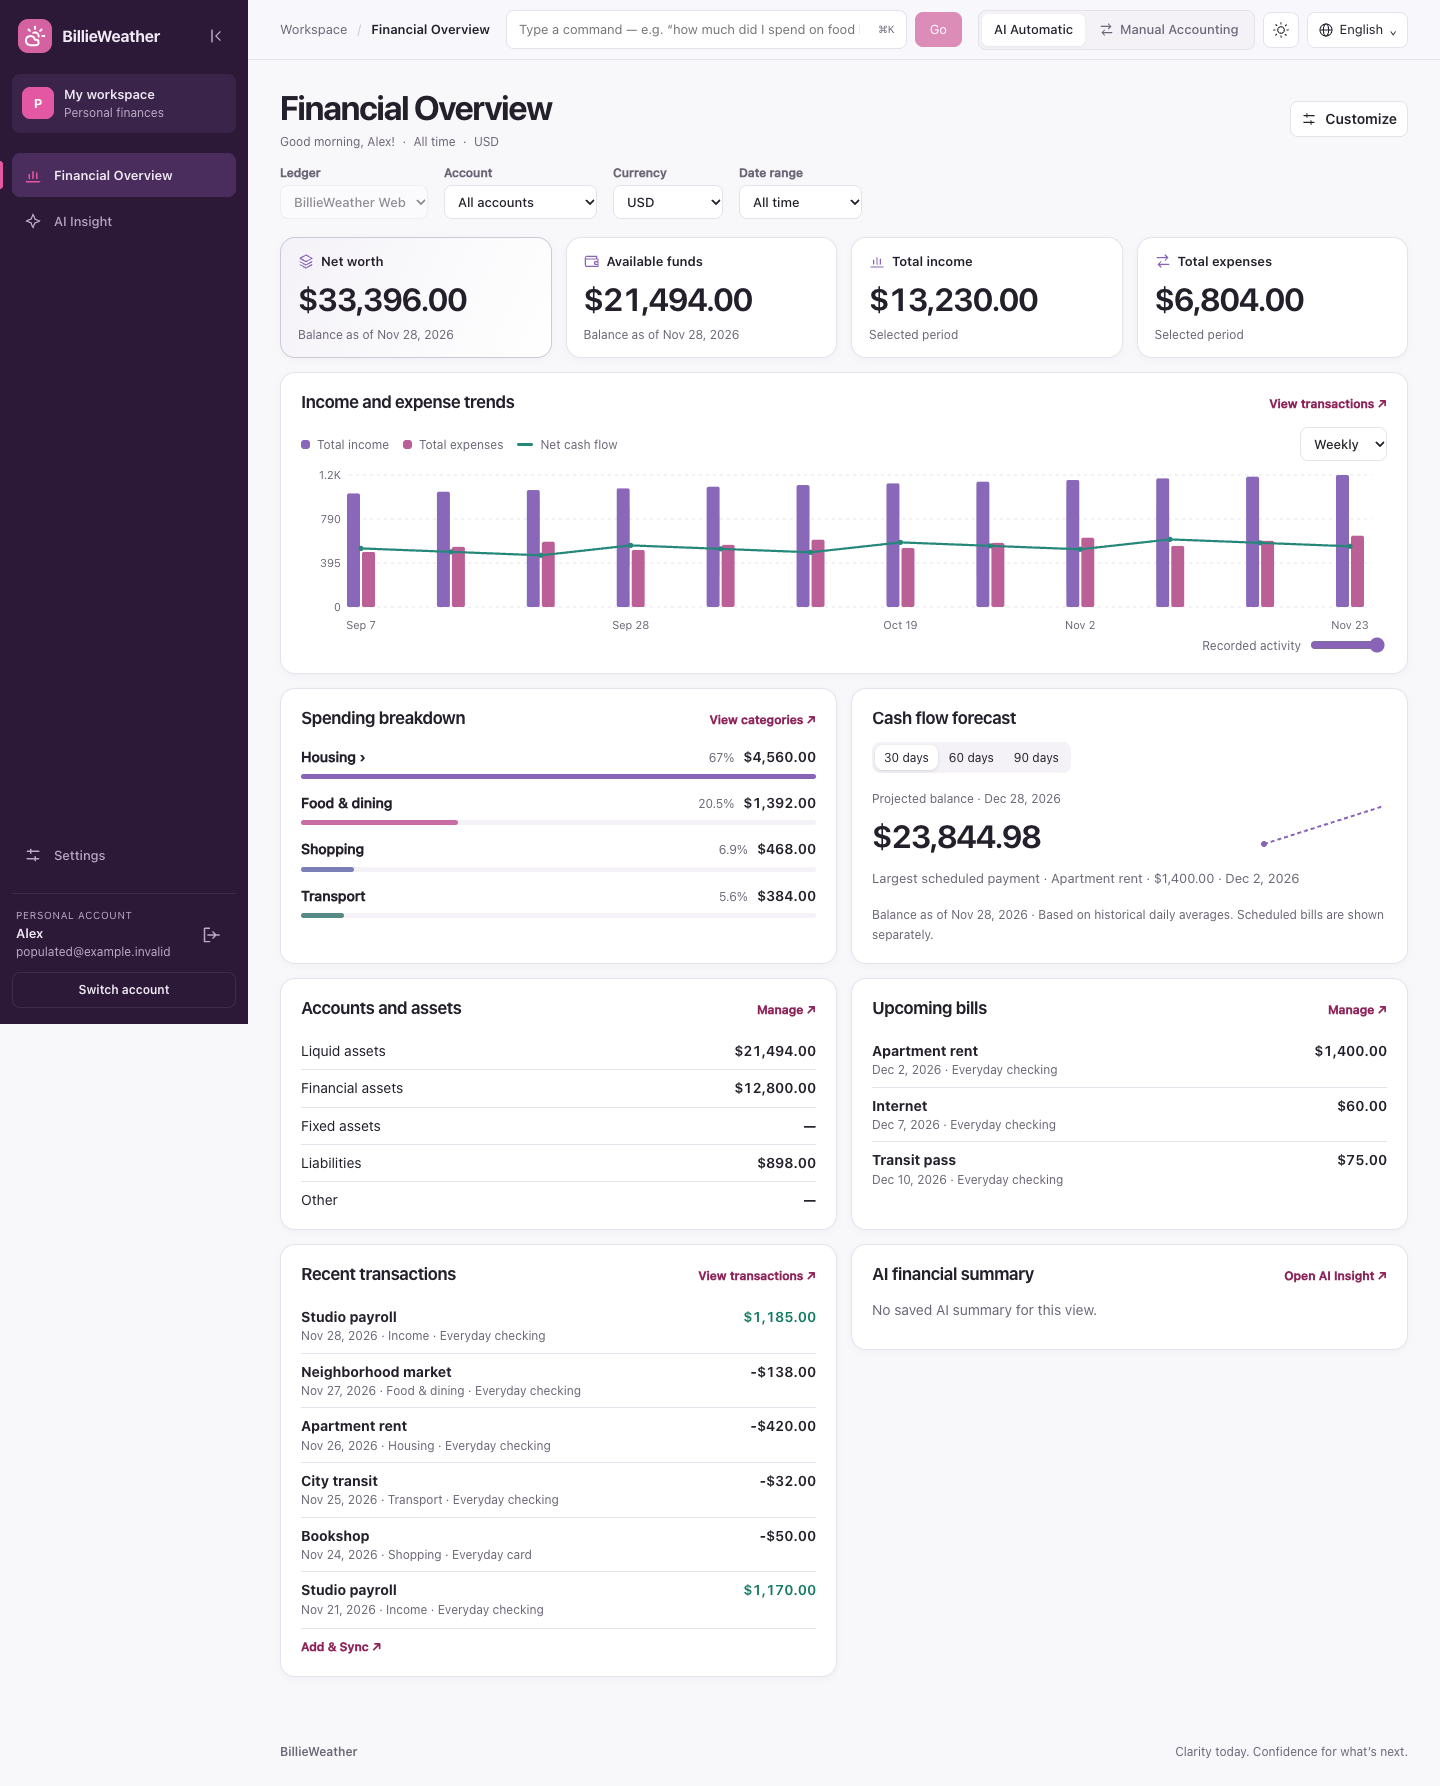 BillieWeather
P
My workspace
Personal finances
Financial Overview
AI Insight
Settings
PERSONAL ACCOUNT
Alex
populated@example.invalid
Switch account
Workspace / Financial Overview
Type a command — e.g. “how much did I spend on food ⌘K
Go
AI Automatic
Manual Accounting
English
Financial Overview
Good morning, Alex! · All time · USD
Customize
Ledger Account Currency Date range
BillieWeather Web All accounts USD All time
Net worth
$33,396.00
Balance as of Nov 28, 2026
Available funds
$21,494.00
Balance as of Nov 28, 2026
Total income
$13,230.00
Selected period
Total expenses
$6,804.00
Selected period
Income and expense trends
View transactions ↗
Total income Total expenses Net cash flow
Weekly
1.2K
790
395
0
Sep 7 Sep 28 Oct 19 Nov 2 Nov 23
Recorded activity
Spending breakdown
View categories ↗
Housing › 67% $4,560.00
Food & dining 20.5% $1,392.00
Shopping 6.9% $468.00
Transport 5.6% $384.00
Cash flow forecast
30 days 60 days 90 days
Projected balance · Dec 28, 2026
$23,844.98
Largest scheduled payment · Apartment rent · $1,400.00 · Dec 2, 2026
Balance as of Nov 28, 2026 · Based on historical daily averages. Scheduled bills are shown
separately.
Accounts and assets
Manage ↗
Liquid assets $21,494.00
Financial assets $12,800.00
Fixed assets —
Liabilities $898.00
Other —
Upcoming bills
Manage ↗
Apartment rent $1,400.00
Dec 2, 2026 · Everyday checking
Internet $60.00
Dec 7, 2026 · Everyday checking
Transit pass $75.00
Dec 10, 2026 · Everyday checking
Recent transactions
View transactions ↗
Studio payroll $1,185.00
Nov 28, 2026 · Income · Everyday checking
Neighborhood market -$138.00
Nov 27, 2026 · Food & dining · Everyday checking
Apartment rent -$420.00
Nov 26, 2026 · Housing · Everyday checking
City transit -$32.00
Nov 25, 2026 · Transport · Everyday checking
Bookshop -$50.00
Nov 24, 2026 · Shopping · Everyday card
Studio payroll $1,170.00
Nov 21, 2026 · Income · Everyday checking
Add & Sync ↗
AI financial summary
Open AI Insight ↗
No saved AI summary for this view.
BillieWeather
Clarity today. Confidence for what’s next.